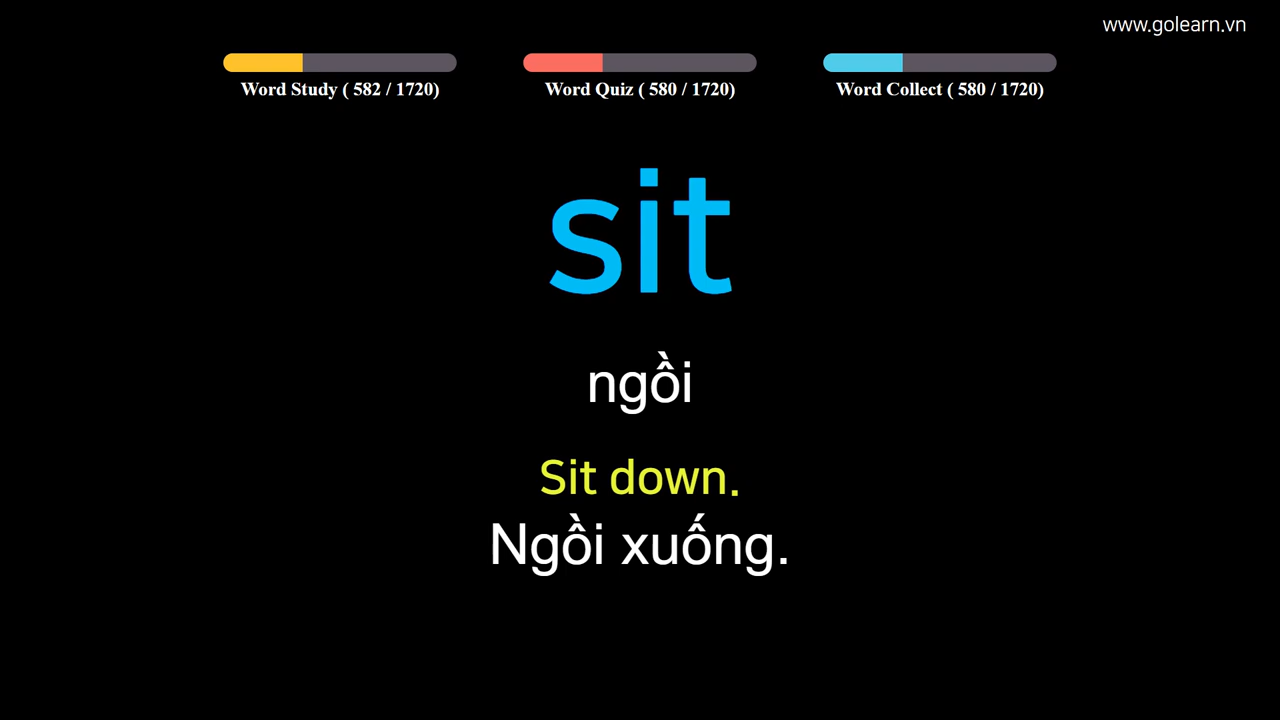 www.golearn.vn
Word Study ( 582 / 1720)
Word Quiz ( 580 / 1720)
Word Collect ( 580 / 1720)
sit
ngồi
Sit down.
Ngồi xuống.